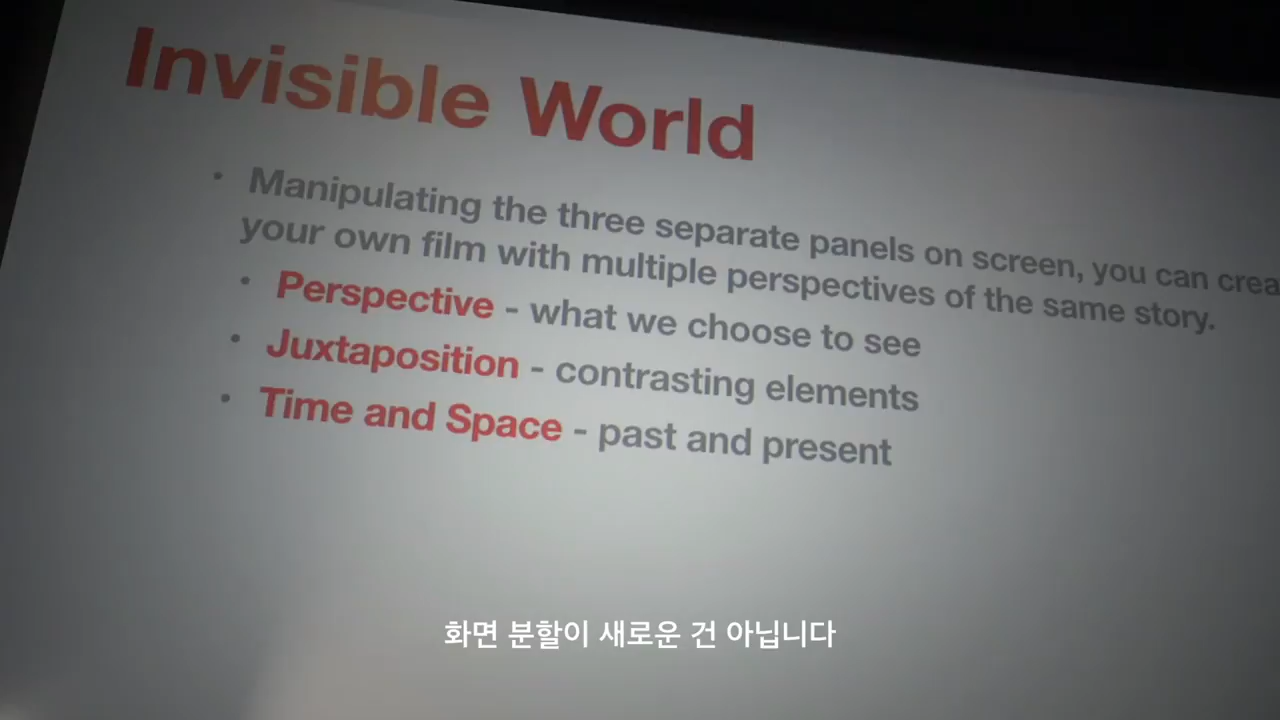 Invisible World
• Manipulating the three separate panels on screen, you can
your own film with multiple perspectives of the same story.
• Perspective - what we choose to see
• Juxtaposition - contrasting elements
• Time and Space - past and present
화면 분할이 새로운 건 아닙니다